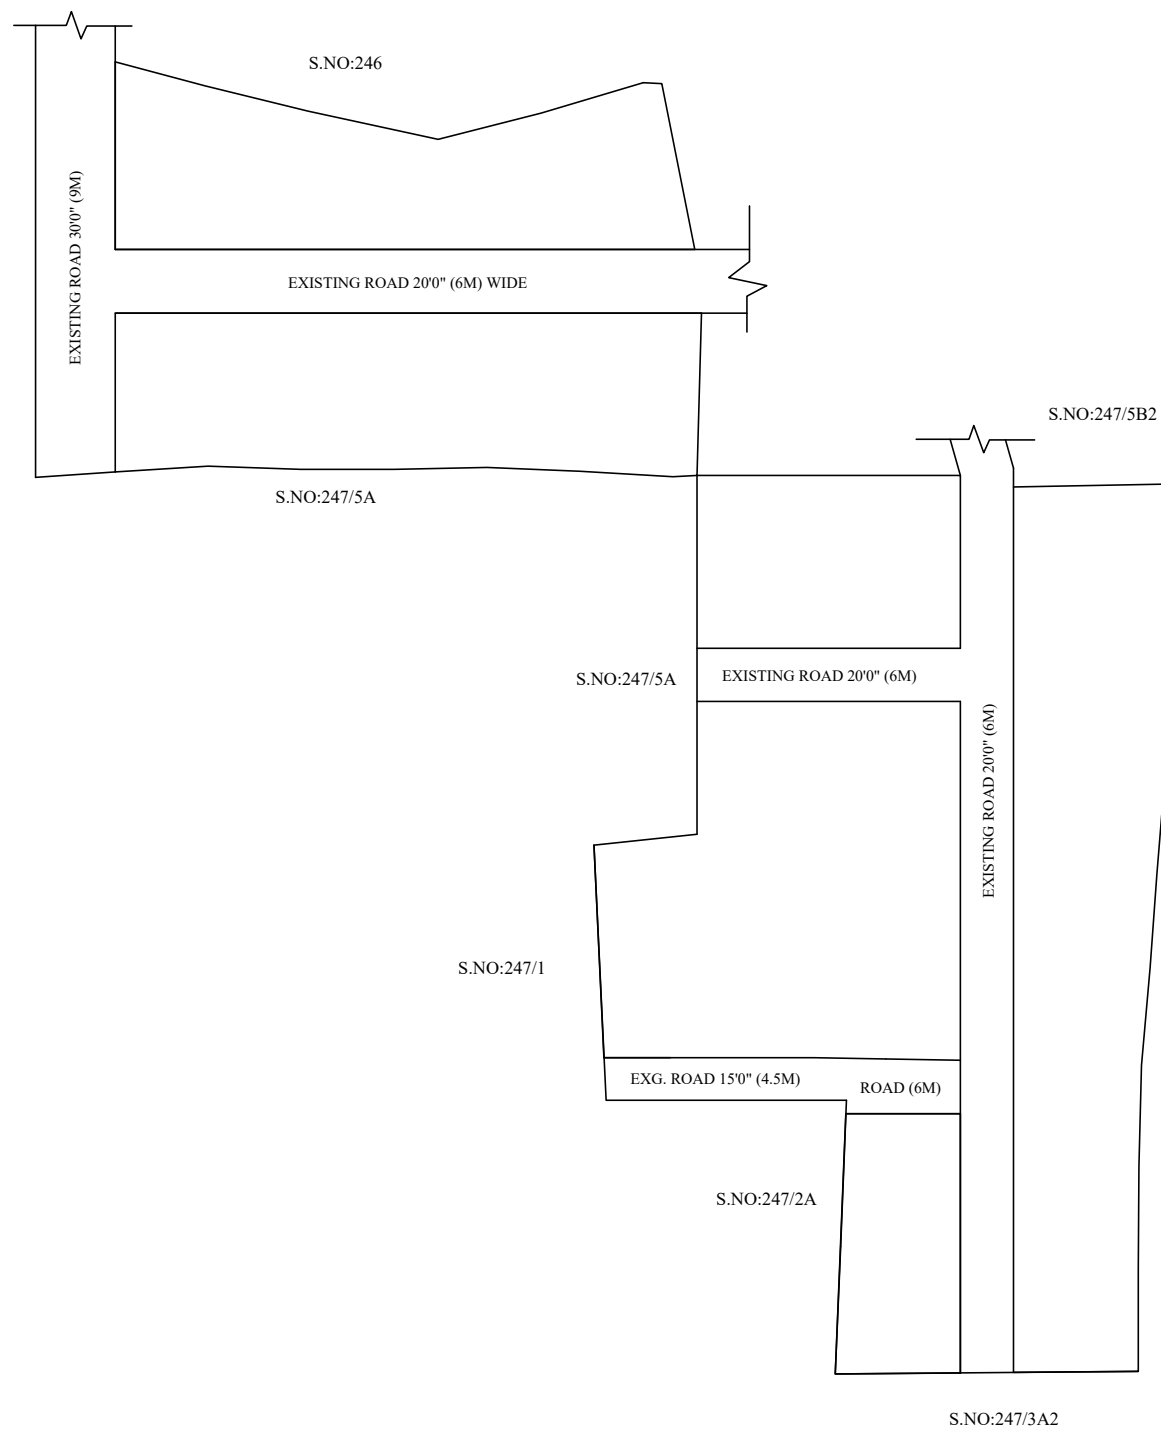 S.NO:246
EXISTING ROAD 30'0" (9M)
EXISTING ROAD 20'0" (6M) WIDE
S.NO:247/5B2
S.NO:247/5A
S.NO:247/5A
EXISTING ROAD 20'0" (6M)
EXISTING ROAD 20'0" (6M)
S.NO:247/1
EXG. ROAD 15'0" (4.5M)
ROAD (6M)
S.NO:247/2A
S.NO:247/3A2